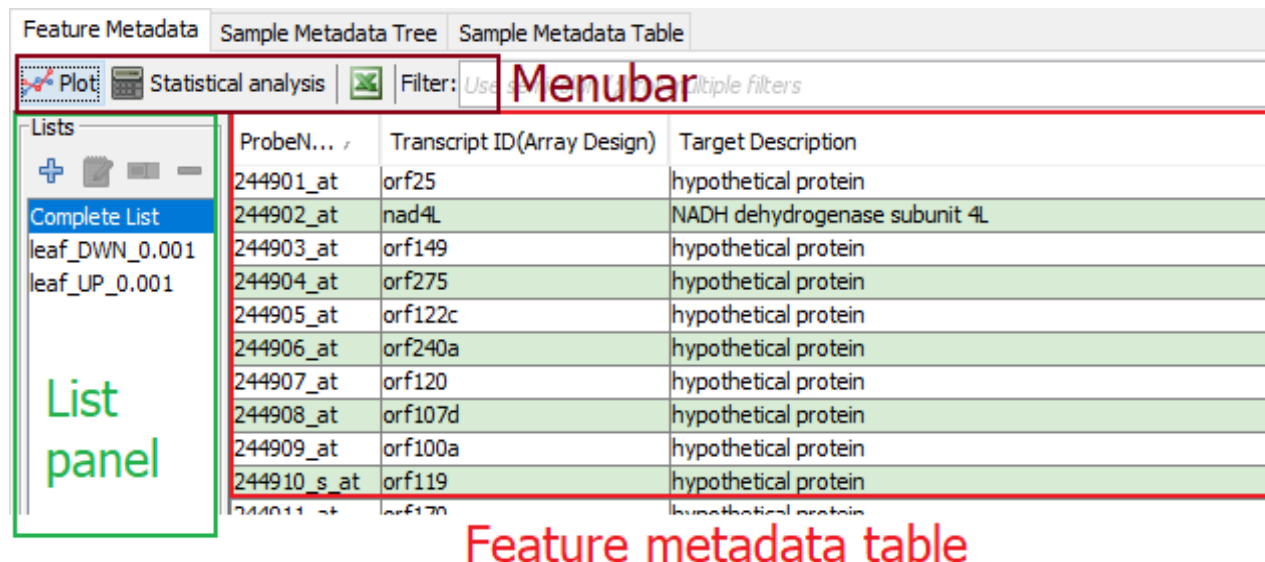 Feature Metadata Sample Metadata Tree Sample Metadata Table
Plot Statistical analysis Filter: Use multiple filters
Menubar
Lists
Complete List
leaf_DWN_0.001
leaf_UP_0.001
List
panel
ProbeN... Transcript ID(Array Design) Target Description
244901_at orf25 hypothetical protein
244902_at nad4L NADH dehydrogenase subunit 4L
244903_at orf149 hypothetical protein
244904_at orf275 hypothetical protein
244905_at orf122c hypothetical protein
244906_at orf240a hypothetical protein
244907_at orf120 hypothetical protein
244908_at orf107d hypothetical protein
244909_at orf100a hypothetical protein
244910_s_at orf119 hypothetical protein
Feature metadata table